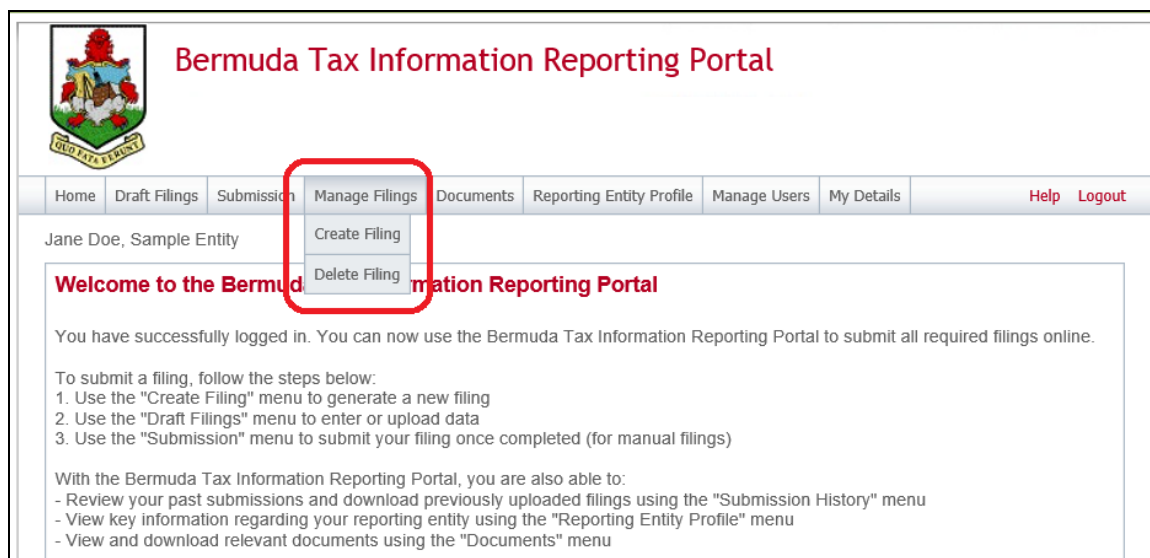 Bermuda Tax Information Reporting Portal
QUO FATA FERUNT
Home Draft Filings Submission Manage Filings Documents Reporting Entity Profile Manage Users My Details Help Logout
Jane Doe, Sample Entity
Create Filing
Delete Filing
Welcome to the Bermud mation Reporting Portal
You have successfully logged in. You can now use the Bermuda Tax Information Reporting Portal to submit all required filings online.
To submit a filing, follow the steps below:
1. Use the "Create Filing" menu to generate a new filing
2. Use the "Draft Filings" menu to enter or upload data
3. Use the "Submission" menu to submit your filing once completed (for manual filings)
With the Bermuda Tax Information Reporting Portal, you are also able to:
- Review your past submissions and download previously uploaded filings using the "Submission History" menu
- View key information regarding your reporting entity using the "Reporting Entity Profile" menu
- View and download relevant documents using the "Documents" menu